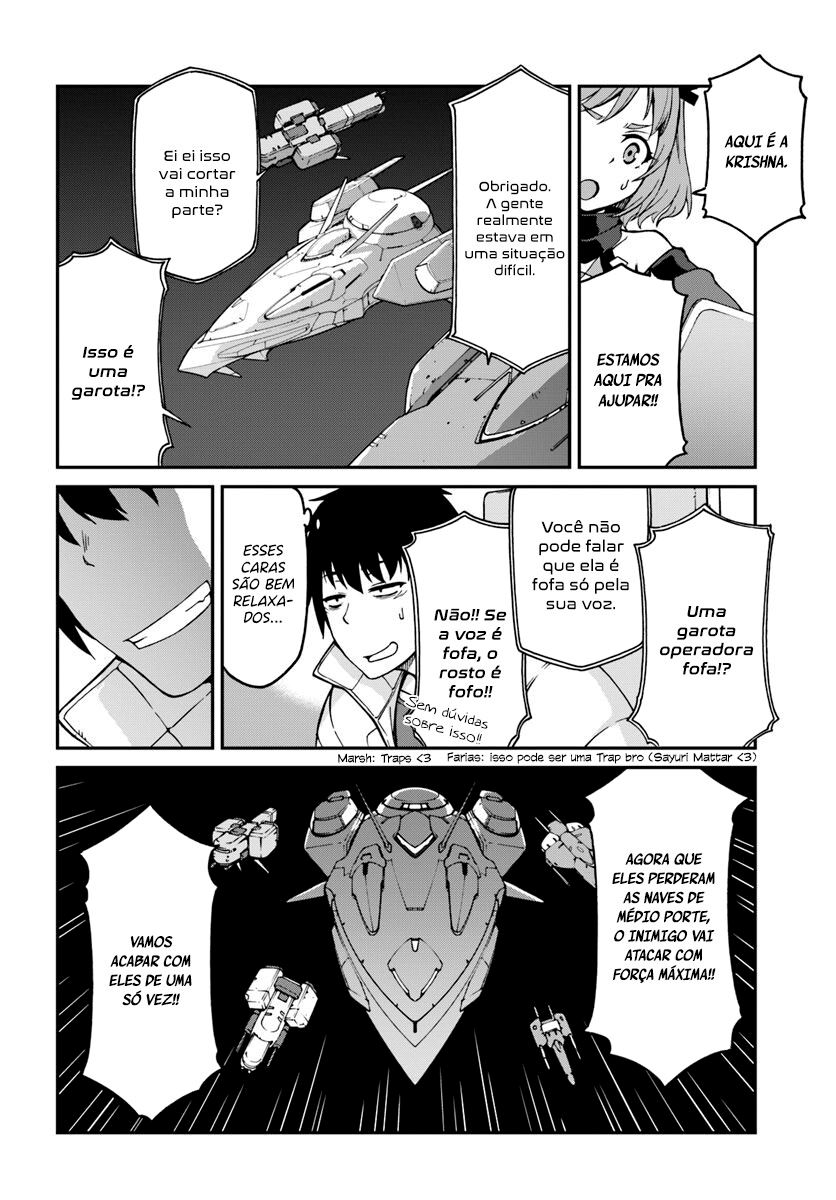 AQUI É A
KRISHNA.
ESTAMOS
AQUI PRA
AJUDAR!!
Obrigado.
A gente
realmente
estava em
uma situação
difícil.
Ei ei isso
vai cortar
a minha
parte?
Isso é
uma
garota!?
Uma
garota
operadora
fofa!?
Você não
pode falar
que ela é
fofa só pela
sua voz.
Não!! Se
a voz é
fofa, o
rosto é
fofo!!
Sem dúvidas
sobre isso!!
ESSES
CARAS
SÃO BEM
RELAXA-
DOS...
Marsh: Traps <3 Farias: isso pode ser uma Trap bro (Sayuri Mattar <3)
AGORA QUE
ELES PERDERAM
AS NAVES DE
MÉDIO PORTE,
O INIMIGO VAI
ATACAR COM
FORÇA MÁXIMA!!
VAMOS
ACABAR COM
ELES DE UMA
SÓ VEZ!!